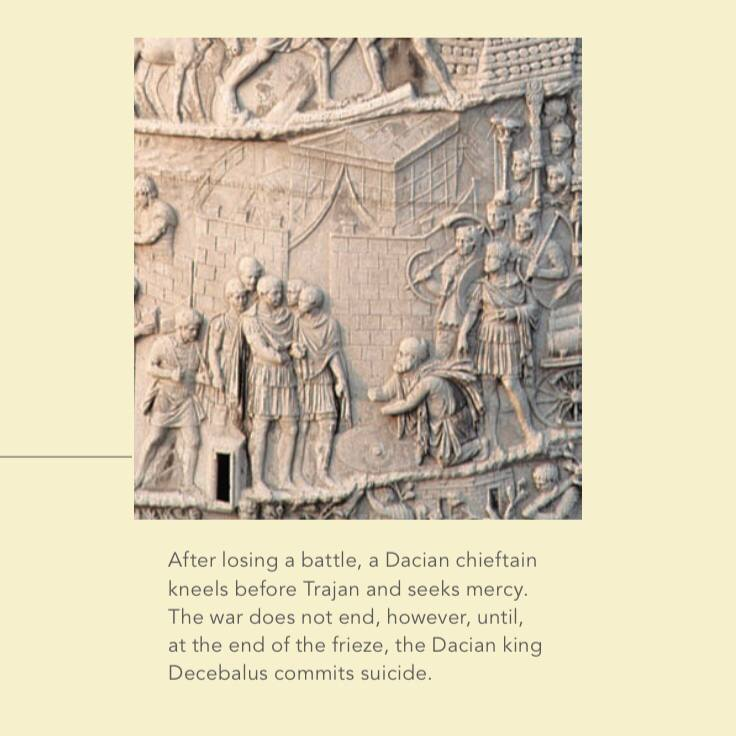 After losing a battle, a Dacian chieftain
kneels before Trajan and seeks mercy.
The war does not end, however, until,
at the end of the frieze, the Dacian king
Decebalus commits suicide.